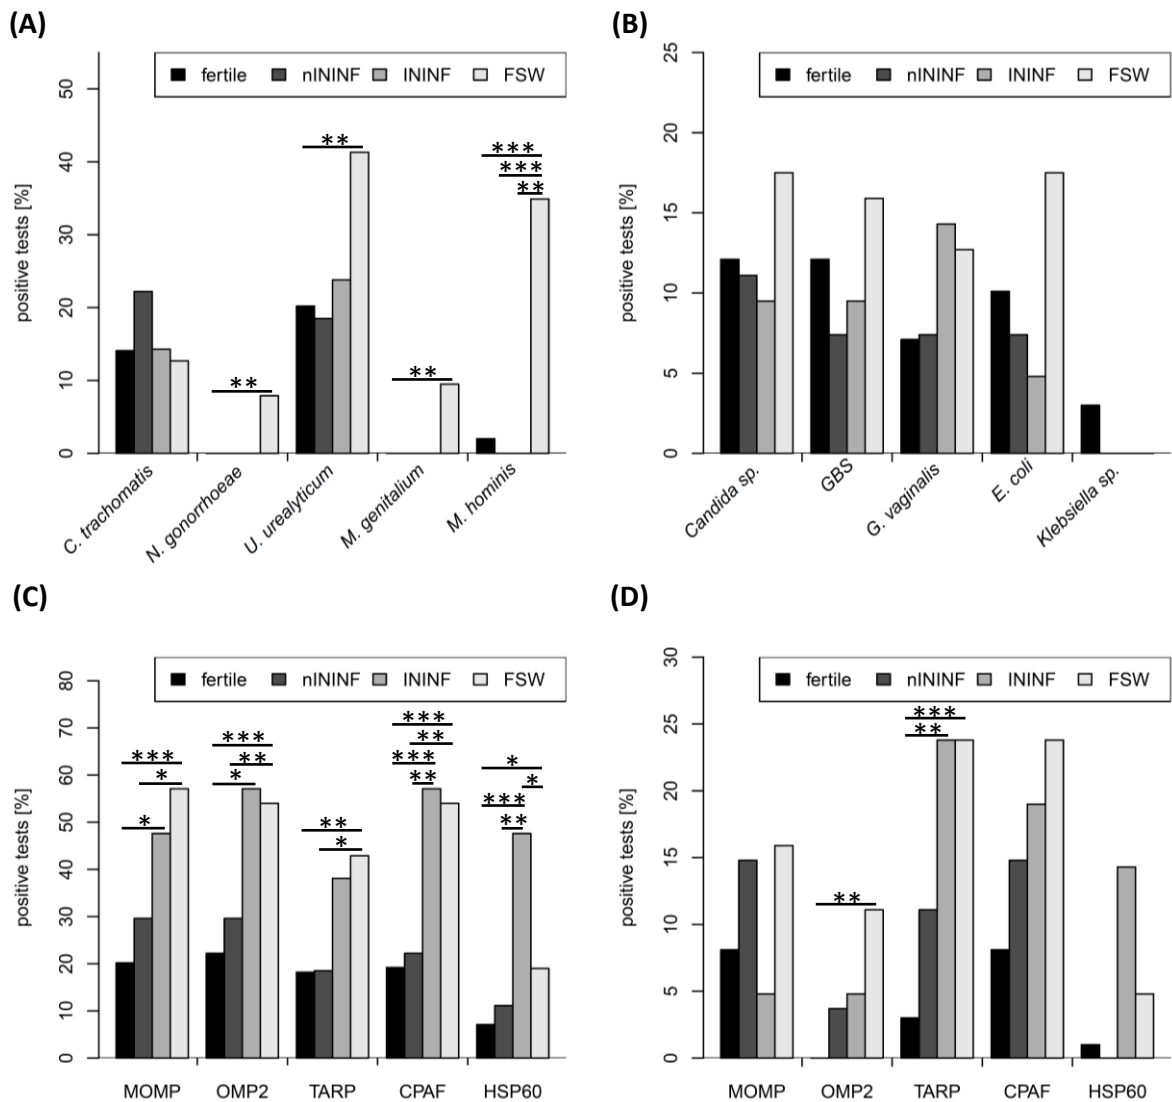 (A)
fertile nININF ININF FSW
positive tests [%]
50
40
30
20
10
0
**
**
**
***
***
**
C. trachomatis
N. gonorrhoeae
U. urealyticum
M. genitalium
M. hominis
(B)
fertile nININF ININF FSW
positive tests [%]
25
20
15
10
5
0
Candida sp.
GBS
G. vaginalis
E. coli
Klebsiella sp.
(C)
fertile nININF ININF FSW
positive tests [%]
80
70
60
50
40
30
20
10
0
***
*
*
***
**
*
**
*
***
**
***
**
*
*
***
**
MOMP OMP2 TARP CPAF HSP60
(D)
fertile nININF ININF FSW
positive tests [%]
30
25
20
15
10
5
0
**
***
**
MOMP OMP2 TARP CPAF HSP60